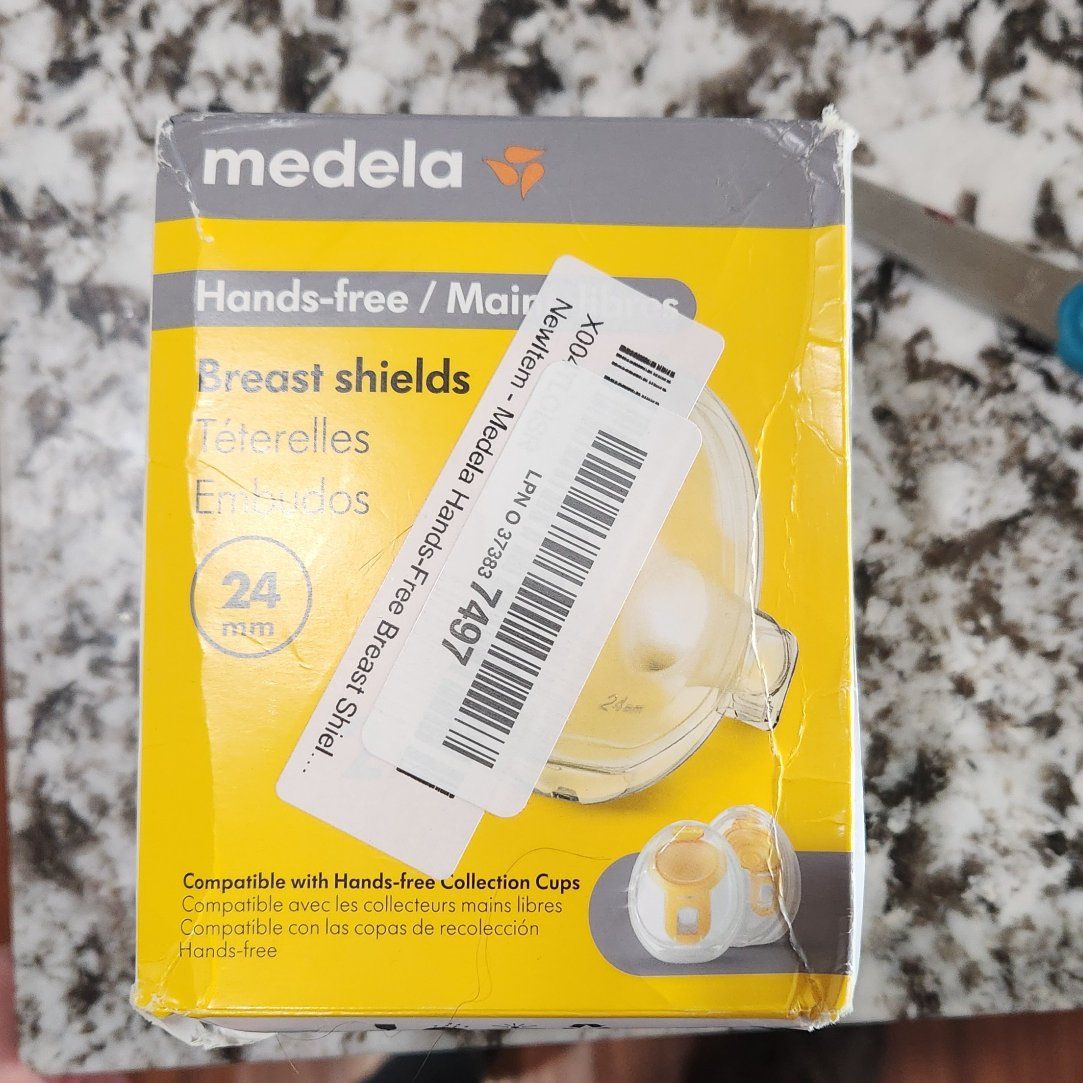 medela
Hands-free / Mains libres
Breast shields
Téterelles
Embudos
24
mm
X00
NewItem - Medela Hands-Free Breast Shiel....
LPN O 37383 7497
24mm
Compatible with Hands-free Collection Cups
Compatible avec les collecteurs mains libres
Compatible con las copas de recolección
Hands-free